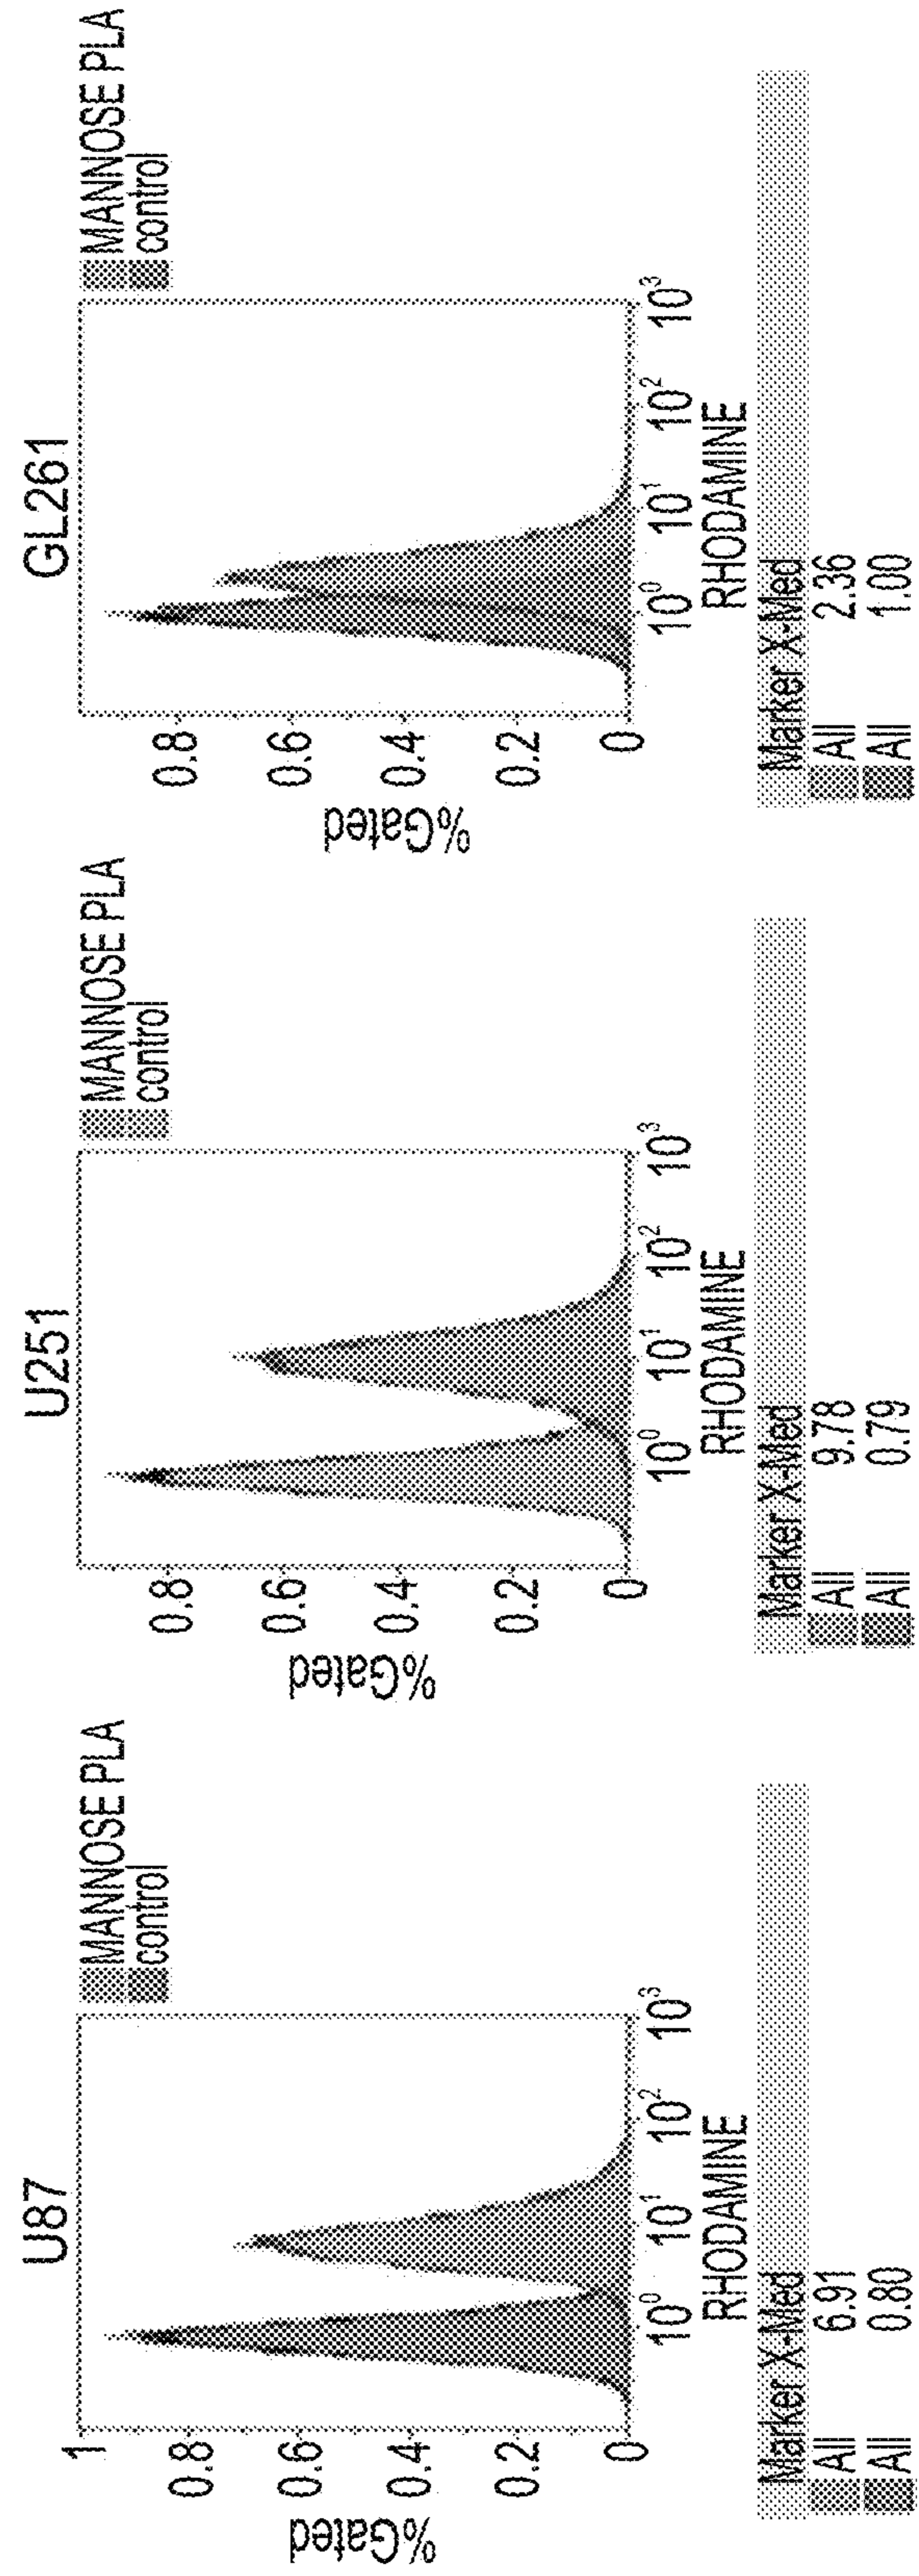 U87
MANNOSE PLA
control
%Gated
1
0.8
0.6
0.4
0.2
0
10⁰ 10¹ 10² 10³
RHODAMINE
Marker X-Med
All 6.91
All 0.80
U251
MANNOSE PLA
control
%Gated
0.8
0.6
0.4
0.2
0
10⁰ 10¹ 10² 10³
RHODAMINE
Marker X-Med
All 9.78
All 0.79
GL261
MANNOSE PLA
control
%Gated
0.8
0.6
0.4
0.2
0
10⁰ 10¹ 10² 10³
RHODAMINE
Marker X-Med
All 2.36
All 1.00